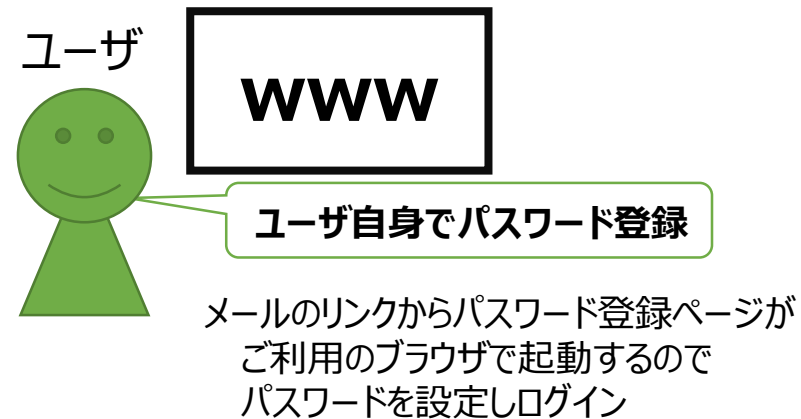 ユーザ
www
ユーザ自身でパスワード登録
メールのリンクからパスワード登録ページが
ご利用のブラウザで起動するので
パスワードを設定しログイン